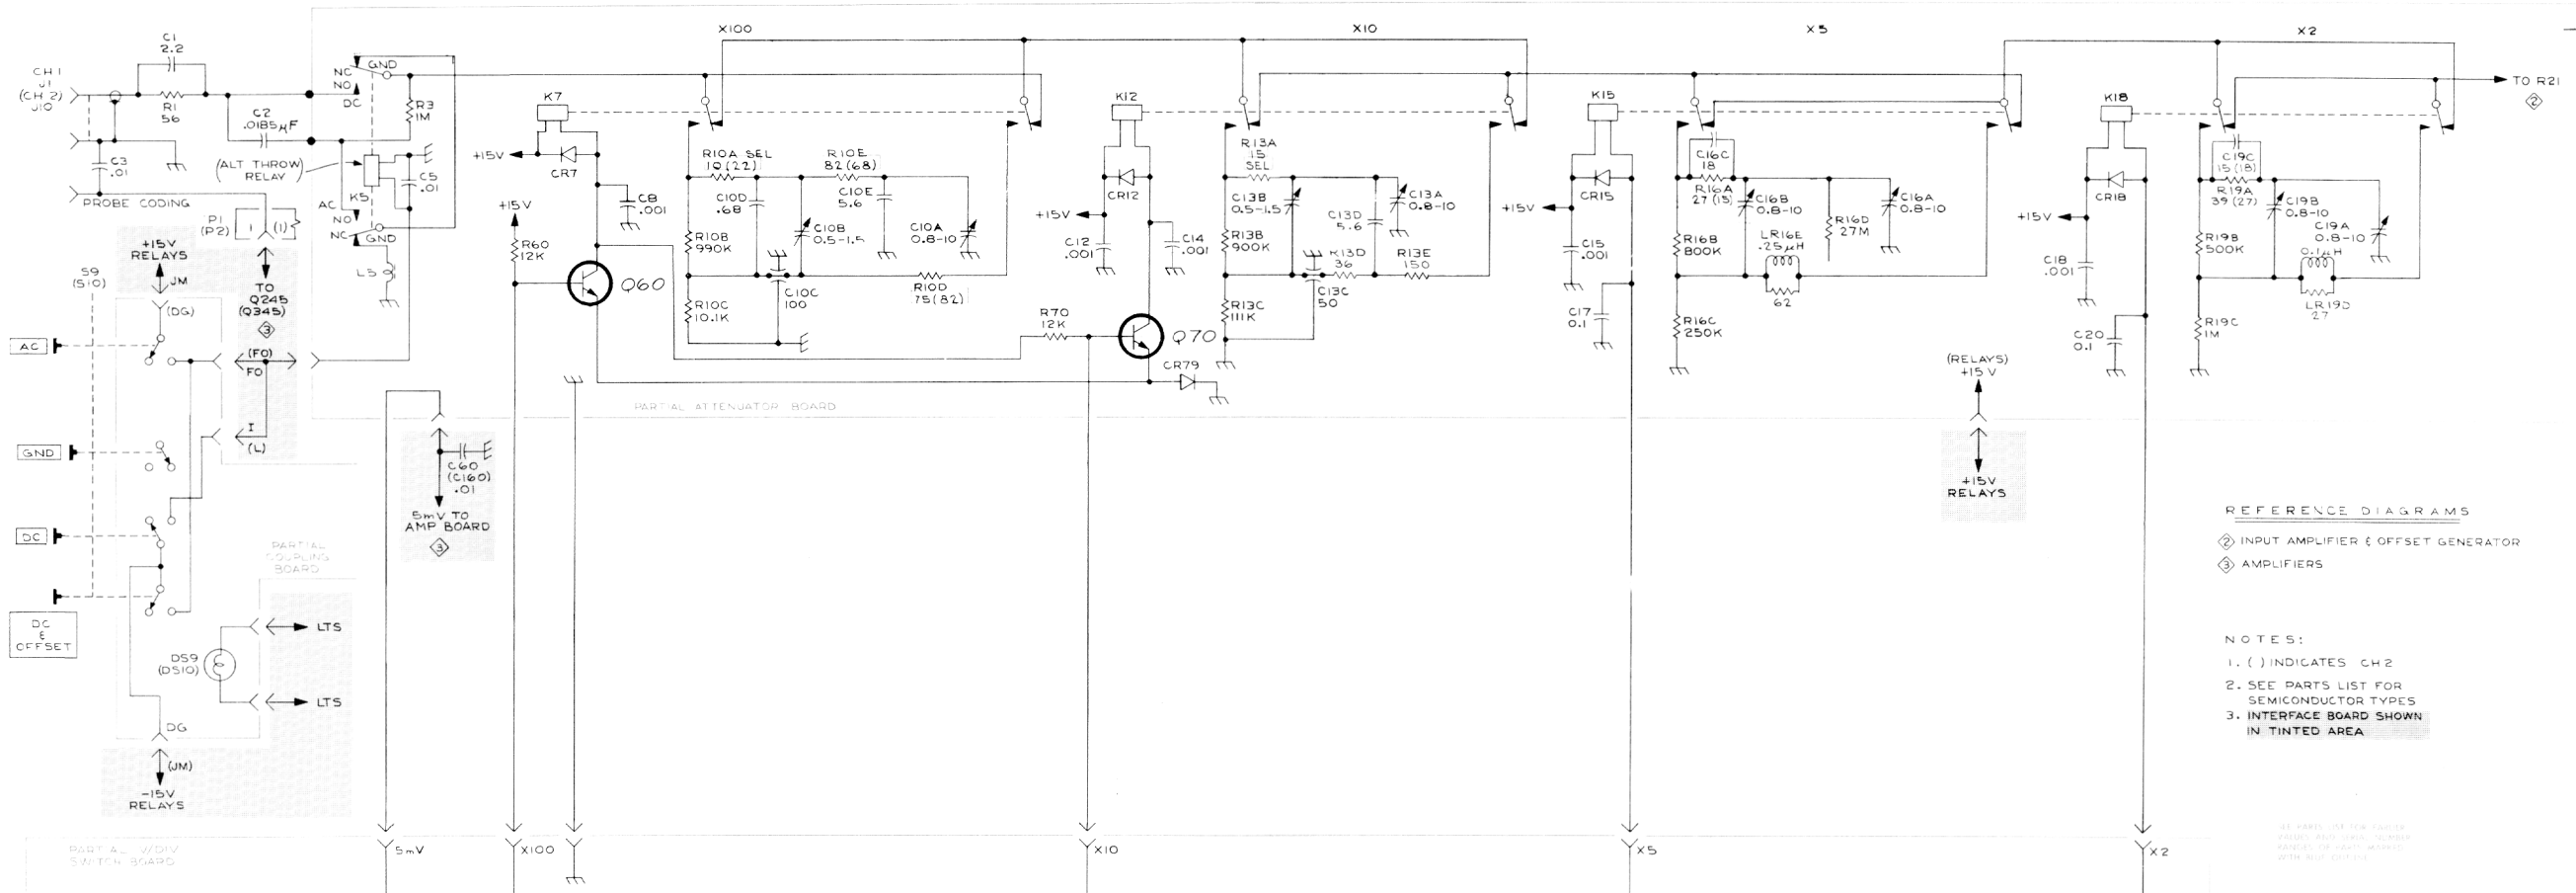 X100
X10
X5
X2
C1
2.2
CH 1
J1
(CH 2)
J10
R1
56
C2
.0185µF
NC
GND
NO
DC
R3
1M
C3
.01
(ALT THROW
RELAY)
K5
C5
.01
AC
NO
NC
GND
PROBE CODING
P1
(P2)
1
(1)
L5
+15V
RELAYS
JM
(DG)
S9
(S10)
TO
Q245
(Q345)
3
(FO)
FO
I
(L)
AC
GND
DC
DC
&
OFFSET
PARTIAL
COUPLING
BOARD
DS9
(DS10)
LTS
LTS
DG
(JM)
-15V
RELAYS
C60
(C160)
.01
5mV TO
AMP BOARD
3
K7
+15V
CR7
C8
.001
+15V
R60
12K
Q60
R10A SEL
10 (22)
R10E
82 (68)
C10D
.68
C10E
5.6
C10B
0.5-1.5
C10A
0.8-10
R10B
990K
R10D
75 (82)
R10C
10.1K
C10C
100
PARTIAL ATTENUATOR BOARD
K12
CR12
+15V
C12
.001
C14
.001
R70
12K
Q70
CR79
R13A
15
SEL
C13B
0.5-1.5
C13A
0.8-10
C13D
5.6
R13B
900K
R13D
36
R13E
150
R13C
111K
C13C
50
K15
CR15
+15V
C15
.001
C17
0.1
C16C
18
R16A
27 (15)
C16B
0.8-10
R16D
27M
C16A
0.8-10
R16B
800K
LR16E
.25µH
62
R16C
250K
(RELAYS)
+15 V
+15V
RELAYS
K18
CR18
+15V
C18
.001
C20
0.1
C19C
15 (18)
R19A
39 (27)
C19B
0.8-10
C19A
0.8-10
R19B
500K
0.1µH
LR19D
27
R19C
1M
TO R21
2
REFERENCE DIAGRAMS
2 INPUT AMPLIFIER & OFFSET GENERATOR
3 AMPLIFIERS
NOTES:
1. ( ) INDICATES CH 2
2. SEE PARTS LIST FOR
SEMICONDUCTOR TYPES
3. INTERFACE BOARD SHOWN
IN TINTED AREA
PARTIAL V/DIV
SWITCH BOARD
5mV
X100
X10
X5
X2